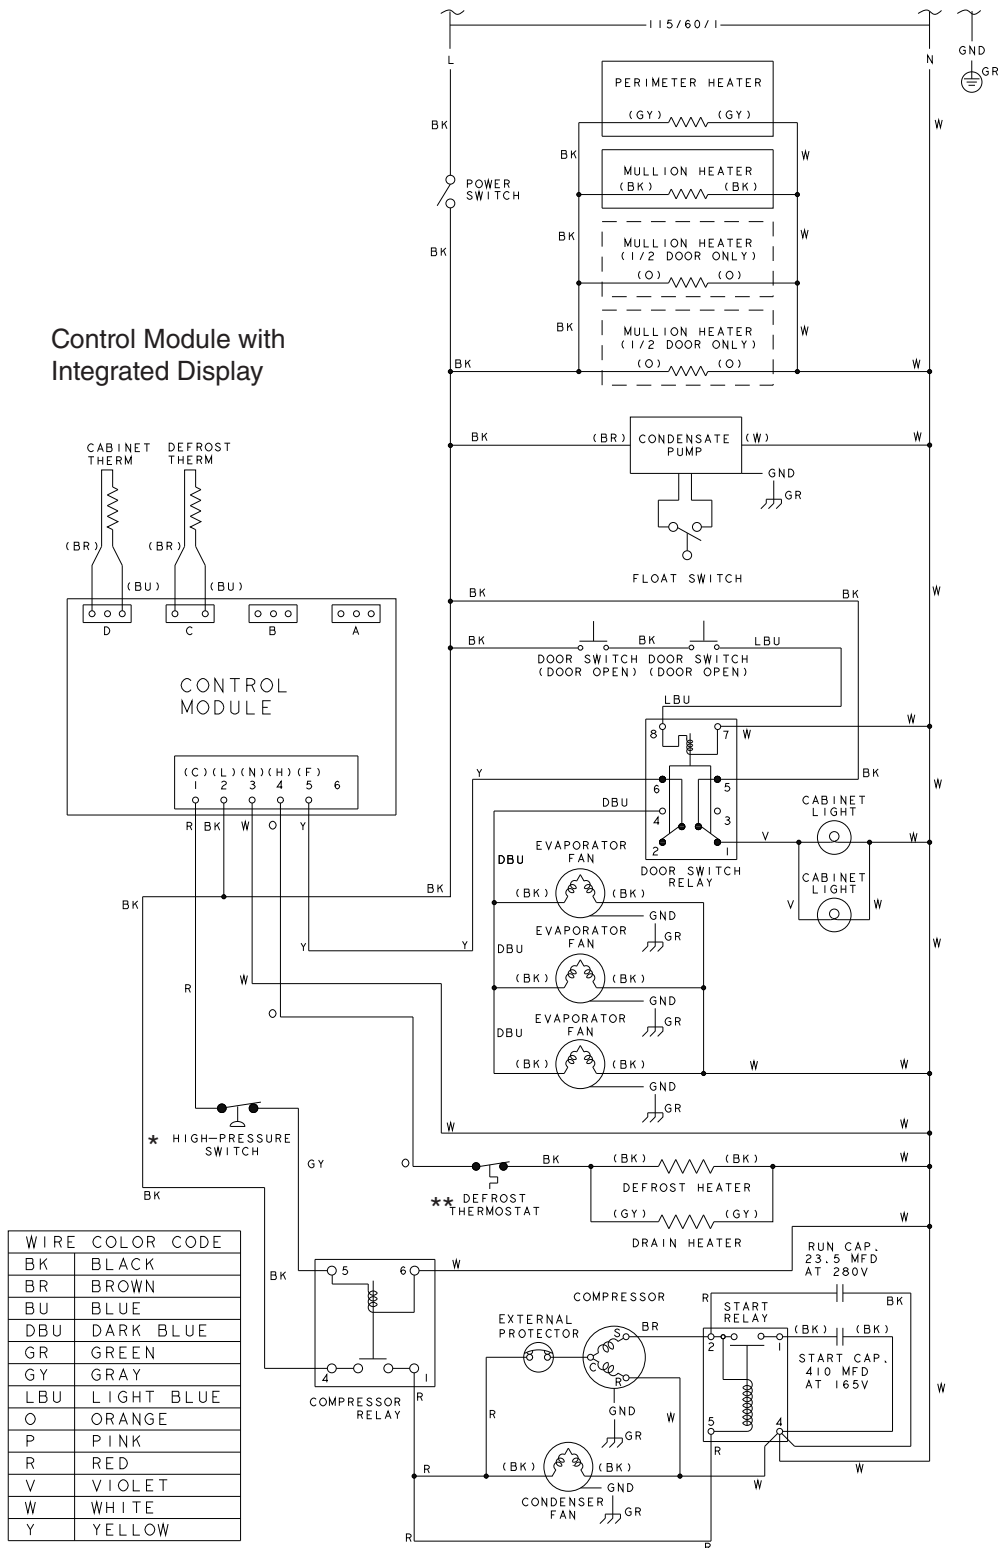 115/60/1
L
N
GND
GR
PERIMETER HEATER
(GY) (GY)
BK
W
BK
W
MULLION HEATER
(BK) (BK)
POWER
SWITCH
BK
BK
W
MULLION HEATER
(1/2 DOOR ONLY)
(O) (O)
Control Module with
Integrated Display
BK
W
MULLION HEATER
(1/2 DOOR ONLY)
(O) (O)
BK
W
BK
(BR)
CONDENSATE
PUMP
(W)
W
GND
GR
FLOAT SWITCH
CABINET
THERM
DEFROST
THERM
(BR)
(BR)
(BU)
(BU)
D
C
B
A
CONTROL
MODULE
(C) (L) (N) (H) (F)
1 2 3 4 5 6
R BK W O Y
BK
BK
W
BK
BK
LBU
DOOR SWITCH
(DOOR OPEN)
DOOR SWITCH
(DOOR OPEN)
LBU
8
7
W
W
Y
6
5
BK
W
DBU
4
3
2
1
DOOR SWITCH
RELAY
V
CABINET
LIGHT
W
CABINET
LIGHT
V
W
DBU
EVAPORATOR
FAN
(BK) (BK)
GND
GR
BK
BK
Y
Y
DBU
EVAPORATOR
FAN
(BK) (BK)
GND
GR
W
R
W
O
DBU
EVAPORATOR
FAN
(BK) (BK)
W
W
GND
GR
* HIGH-PRESSURE
SWITCH
W
W
GY
O
BK
(BK) (BK)
W
DEFROST HEATER
** DEFROST
THERMOSTAT
(GY) (GY)
DRAIN HEATER
W
BK
BK
WIRE COLOR CODE
BK BLACK
BR BROWN
BU BLUE
DBU DARK BLUE
GR GREEN
GY GRAY
LBU LIGHT BLUE
O ORANGE
P PINK
R RED
V VIOLET
W WHITE
Y YELLOW
5
6
W
4
1
COMPRESSOR
RELAY
R
RUN CAP.
23.5 MFD
AT 280V
R
BK
COMPRESSOR
EXTERNAL
PROTECTOR
S
C
R
BR
START
RELAY
2
1
(BK) (BK)
START CAP.
410 MFD
AT 165V
W
GND
GR
R
W
5
4
R
R
(BK) (BK)
W
W
GND
CONDENSER
FAN
GR
R
R